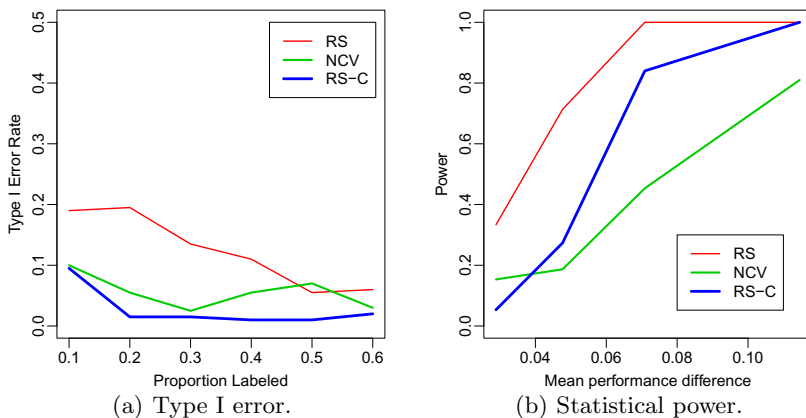 Type I Error Rate
0.5
0.4
0.3
0.2
0.1
0.0
RS
NCV
RS-C
0.1 0.2 0.3 0.4 0.5 0.6
Proportion Labeled
(a) Type I error.
Power
1.0
0.8
0.6
0.4
0.2
0.0
RS
NCV
RS-C
0.04 0.06 0.08 0.10
Mean performance difference
(b) Statistical power.